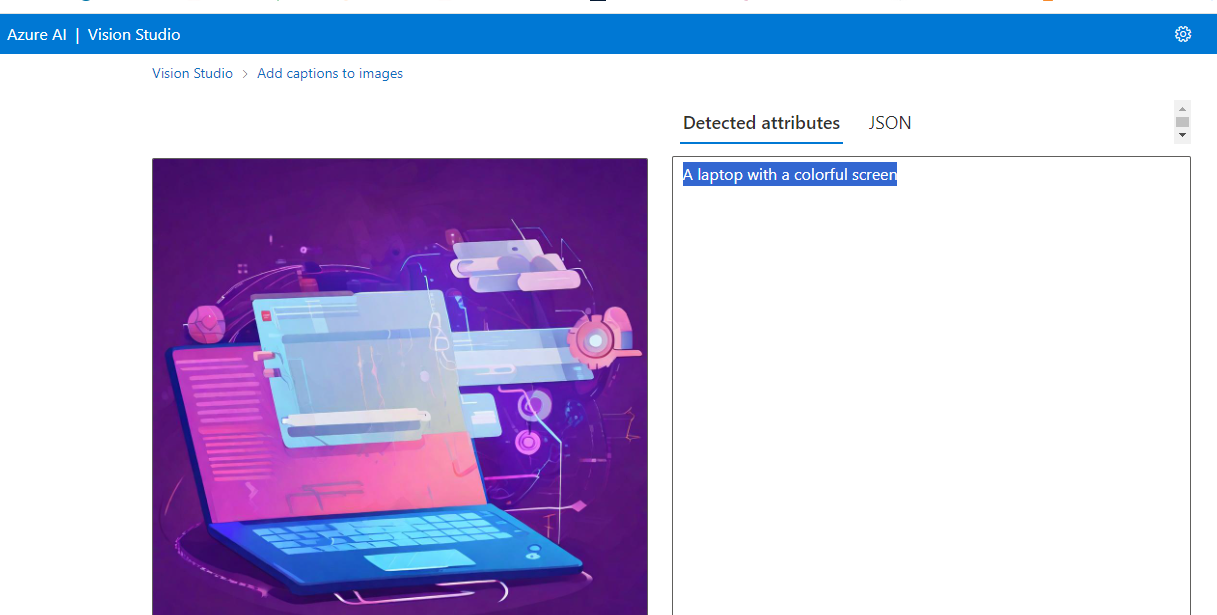 Azure AI | Vision Studio
Vision Studio > Add captions to images
Detected attributes JSON
A laptop with a colorful screen